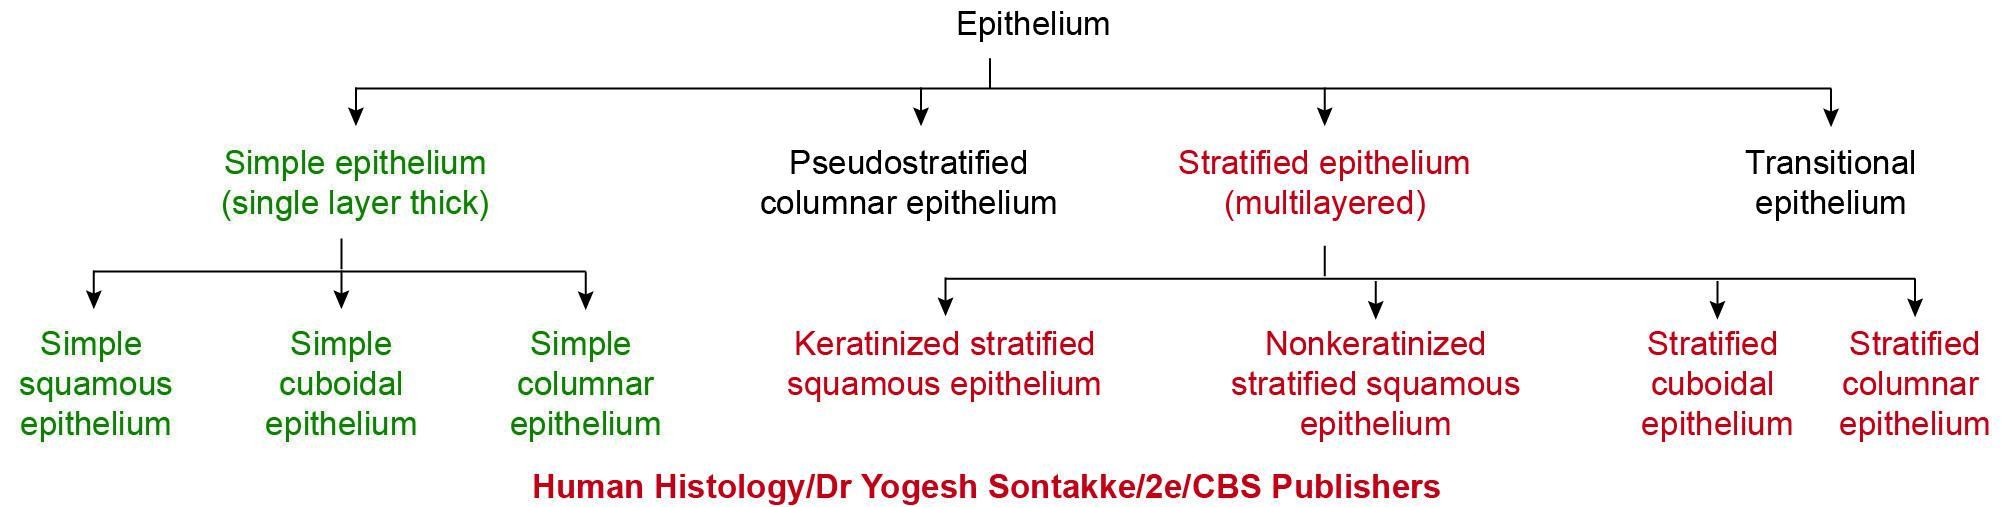 Epithelium
Simple epithelium
(single layer thick)
Pseudostratified
columnar epithelium
Stratified epithelium
(multilayered)
Transitional
epithelium
Simple
squamous
epithelium
Simple
cuboidal
epithelium
Simple
columnar
epithelium
Keratinized stratified
squamous epithelium
Nonkeratinized
stratified squamous
epithelium
Stratified
cuboidal
epithelium
Stratified
columnar
epithelium
Human Histology/Dr Yogesh Sontakke/2e/CBS Publishers